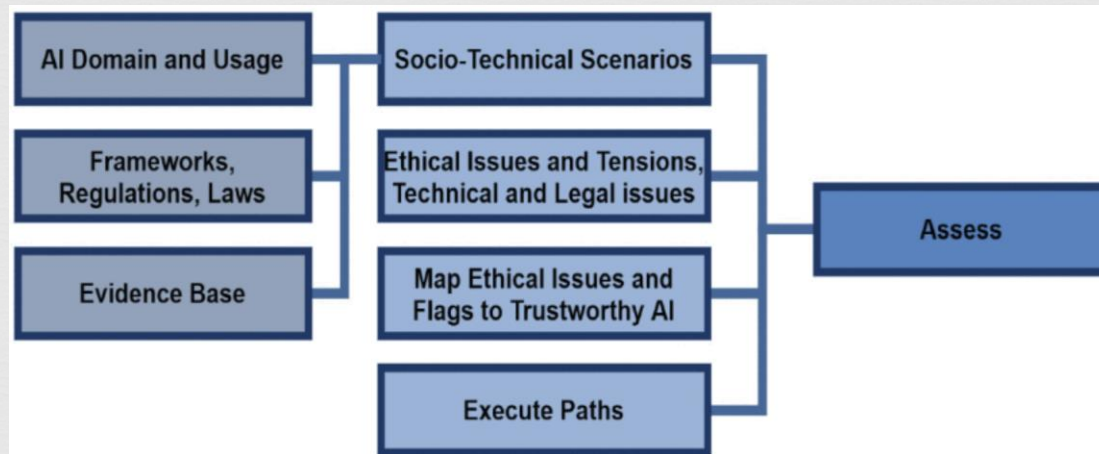 AI Domain and Usage
Frameworks,
Regulations, Laws
Evidence Base
Socio-Technical Scenarios
Ethical Issues and Tensions,
Technical and Legal issues
Map Ethical Issues and
Flags to Trustworthy AI
Execute Paths
Assess